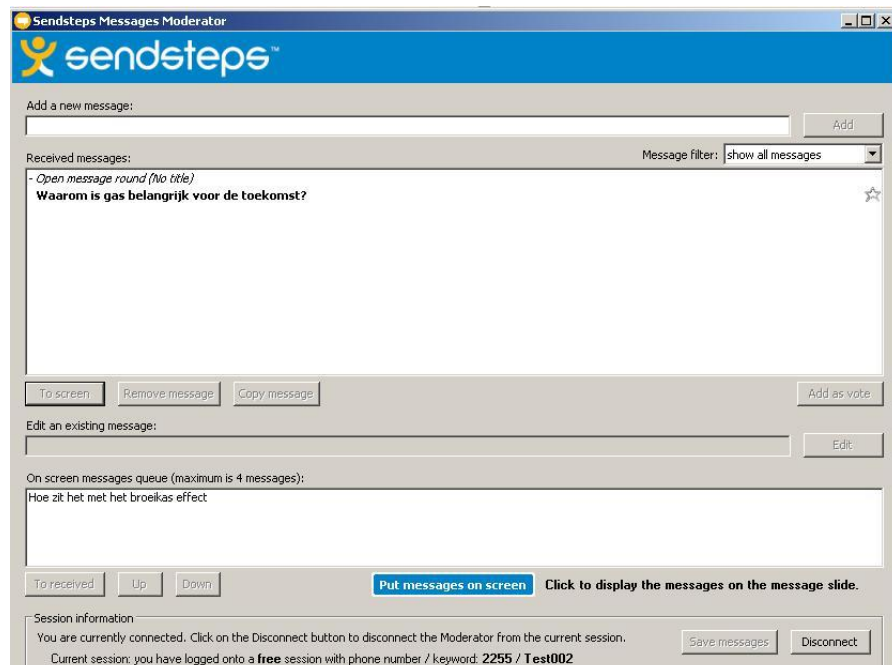 Sendsteps Messages Moderator
sendsteps™
Add a new message:
Add
Received messages:
Message filter: show all messages
- Open message round (No title)
Waarom is gas belangrijk voor de toekomst?
To screen Remove message Copy message Add as vote
Edit an existing message:
Edit
On screen messages queue (maximum is 4 messages):
Hoe zit het met het broeikas effect
To received Up Down Put messages on screen Click to display the messages on the message slide.
Session information
You are currently connected. Click on the Disconnect button to disconnect the Moderator from the current session.
Save messages Disconnect
Current session: you have logged onto a free session with phone number / keyword: 2255 / Test002